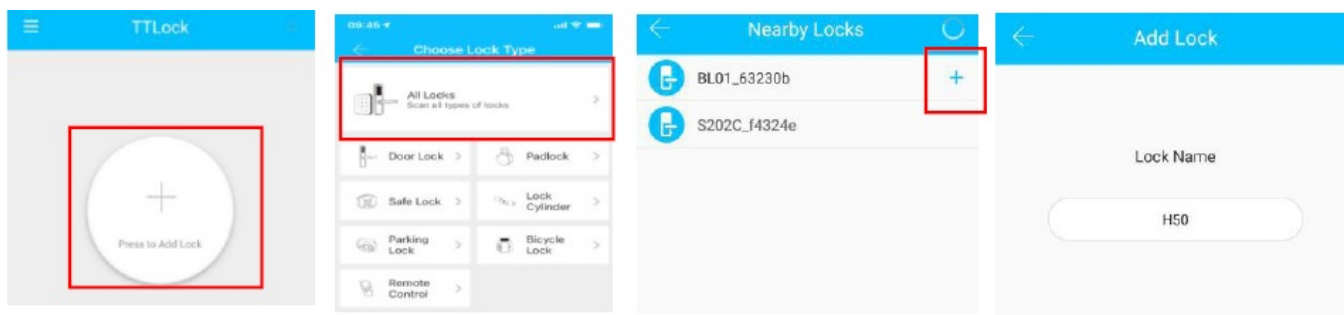 TTLock
Press to Add Lock
09:45
Choose Lock Type
All Locks
Scan all types of locks
Door Lock
Padlock
Safe Lock
Lock
Cylinder
Parking
Lock
Bicycle
Lock
Remote
Control
Nearby Locks
BL01_63230b
S202C_f4324e
Add Lock
Lock Name
H50